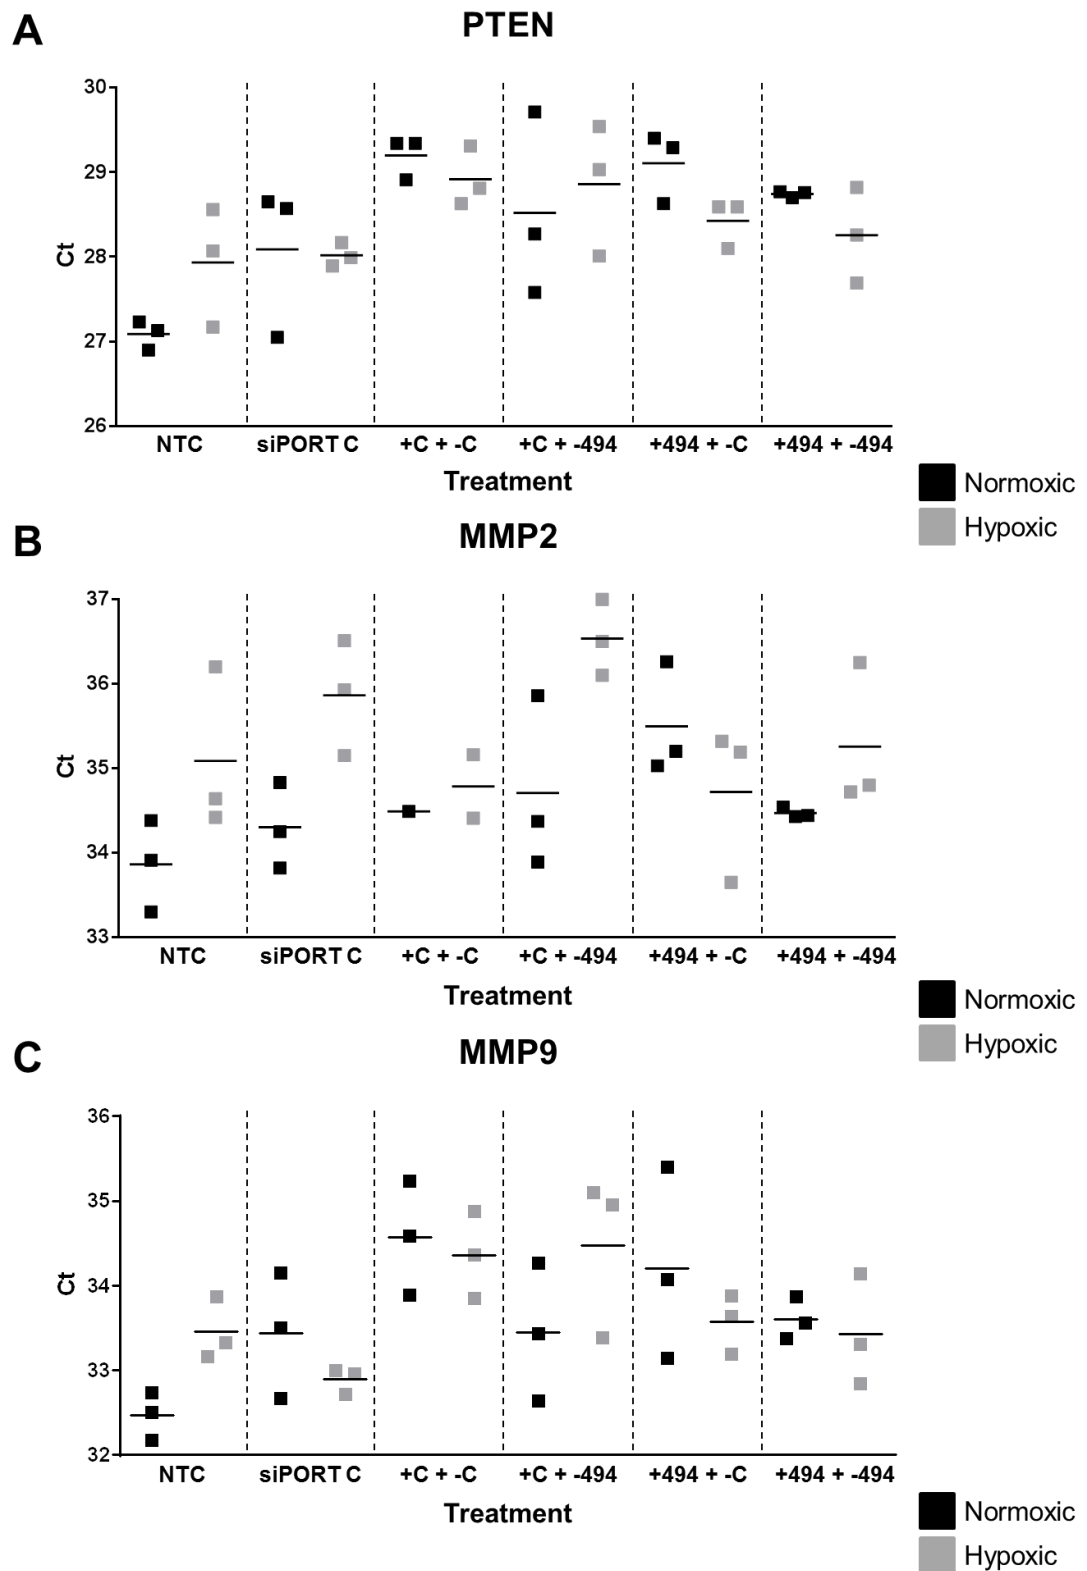 A
PTEN
30
29
28
27
26
Ct
NTC siPORT C +C + -C +C + -494 +494 + -C +494 + -494
Treatment
Normoxic
Hypoxic
B
MMP2
37
36
35
34
33
Ct
NTC siPORT C +C + -C +C + -494 +494 + -C +494 + -494
Treatment
Normoxic
Hypoxic
C
MMP9
36
35
34
33
32
Ct
NTC siPORT C +C + -C +C + -494 +494 + -C +494 + -494
Treatment
Normoxic
Hypoxic